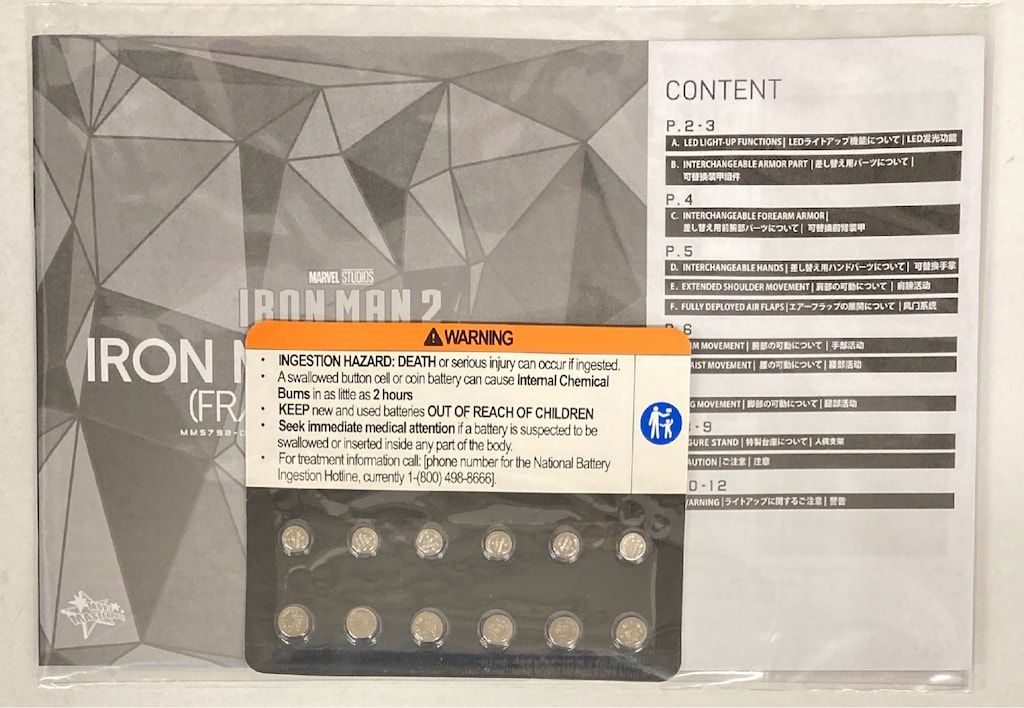 MARVEL STUDIOS
IRON MAN 2
IRON M
(FRA
MMS792-D
MOVIE
MASTERPIECE
CONTENT
P.2-3
A. LED LIGHT-UP FUNCTIONS | LEDライトアップ機能について | LED发光功能
B. INTERCHANGEABLE ARMOR PART | 差し替え用パーツについて |
可替换装甲组件
P.4
C. INTERCHANGEABLE FOREARM ARMOR |
差し替え用前腕部パーツについて | 可替换前臂装甲
P.5
D. INTERCHANGEABLE HANDS | 差し替え用ハンドパーツについて | 可替换手掌
E. EXTENDED SHOULDER MOVEMENT | 肩部の可動について | 肩膀活动
F. FULLY DEPLOYED AIR FLAPS | エアーフラップの展開について | 风门系统
6
RM MOVEMENT | 腕部の可動について | 手部活动
AIST MOVEMENT | 腰の可動について | 腰部活动
G MOVEMENT | 脚部の可動について | 腿部活动
-9
GURE STAND | 特製台座について | 人偶支架
AUTION | ご注意 | 注意
0-12
WARNING | ライトアップに関するご注意 | 警告
WARNING
• INGESTION HAZARD: DEATH or serious injury can occur if ingested.
• A swallowed button cell or coin battery can cause Internal Chemical
Burns in as little as 2 hours
• KEEP new and used batteries OUT OF REACH OF CHILDREN
• Seek immediate medical attention if a battery is suspected to be
swallowed or inserted inside any part of the body.
• For treatment information call: [phone number for the National Battery
Ingestion Hotline, currently 1-(800) 498-8666].